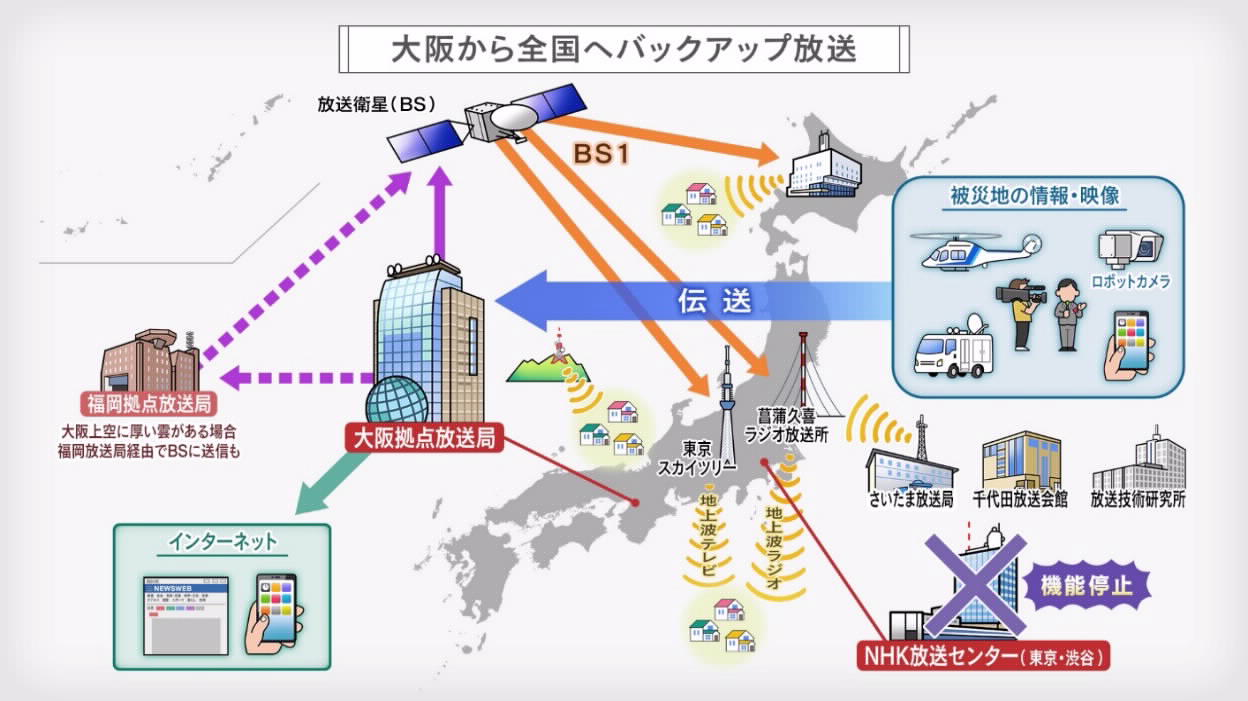 大阪から全国へバックアップ放送
放送衛星(BS)
BS1
被災地の情報・映像
ロボットカメラ
伝送
福岡拠点放送局
大阪上空に厚い雲がある場合
福岡放送局経由でBSに送信も
大阪拠点放送局
東京
スカイツリー
菖蒲久喜
ラジオ放送所
さいたま放送局
千代田放送会館
放送技術研究所
地上波テレビ
地上波ラジオ
インターネット
NEWSWEB
機能停止
NHK放送センター(東京・渋谷)